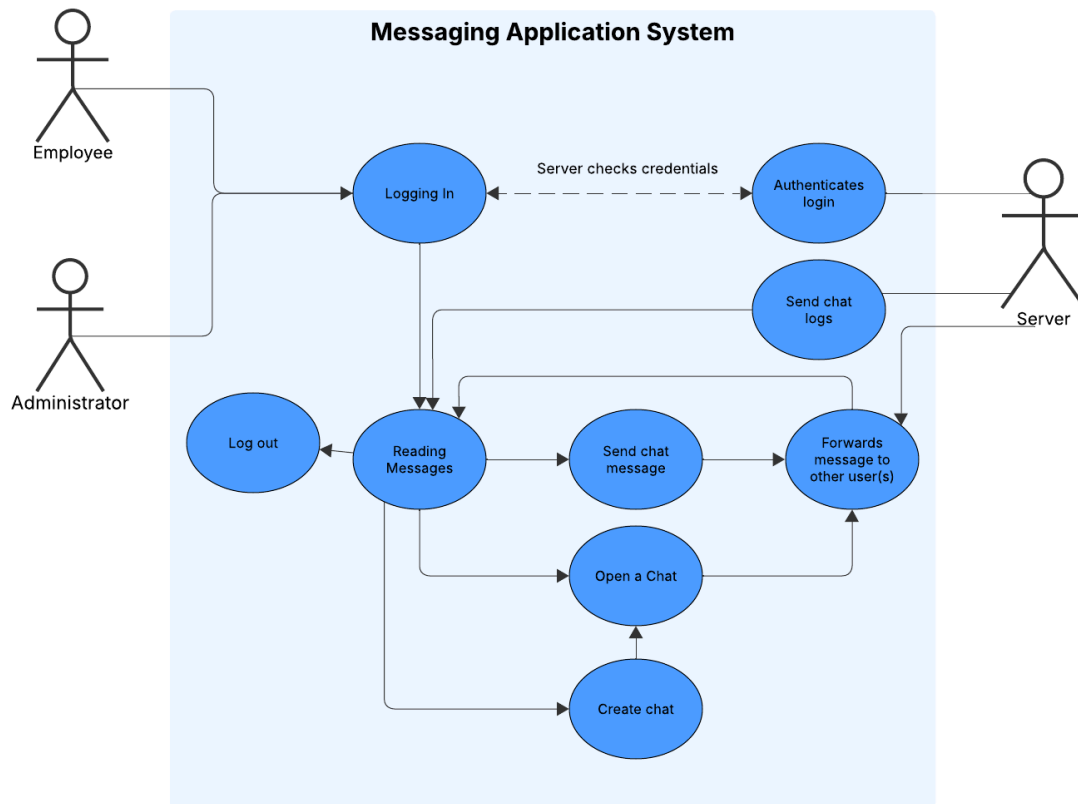 Messaging Application System
Employee
Server checks credentials
Logging In
Authenticates
login
Send chat
logs
Server
Administrator
Log out
Reading
Messages
Send chat
message
Forwards
message to
other user(s)
Open a Chat
Create chat